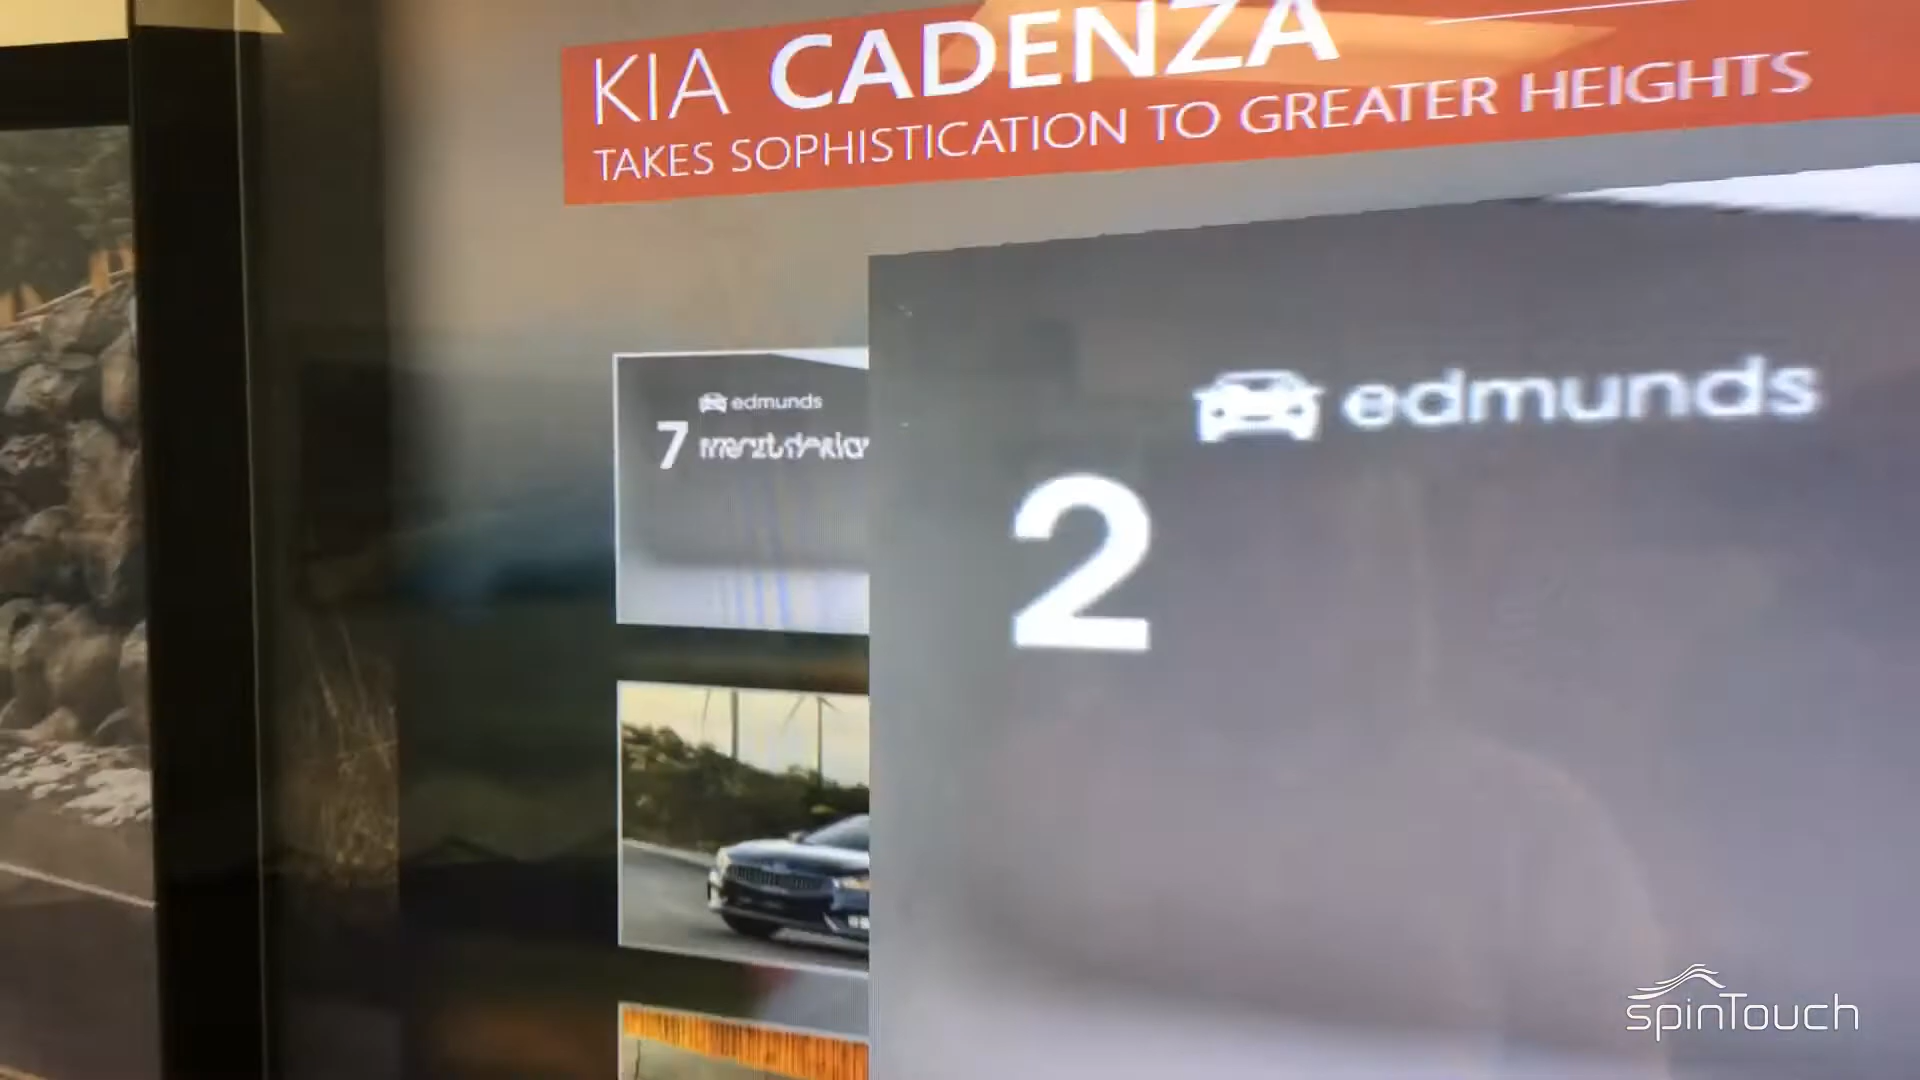 KIA CADENZA
TAKES SOPHISTICATION TO GREATER HEIGHTS
edmunds
7
edmunds
2
spinTouch